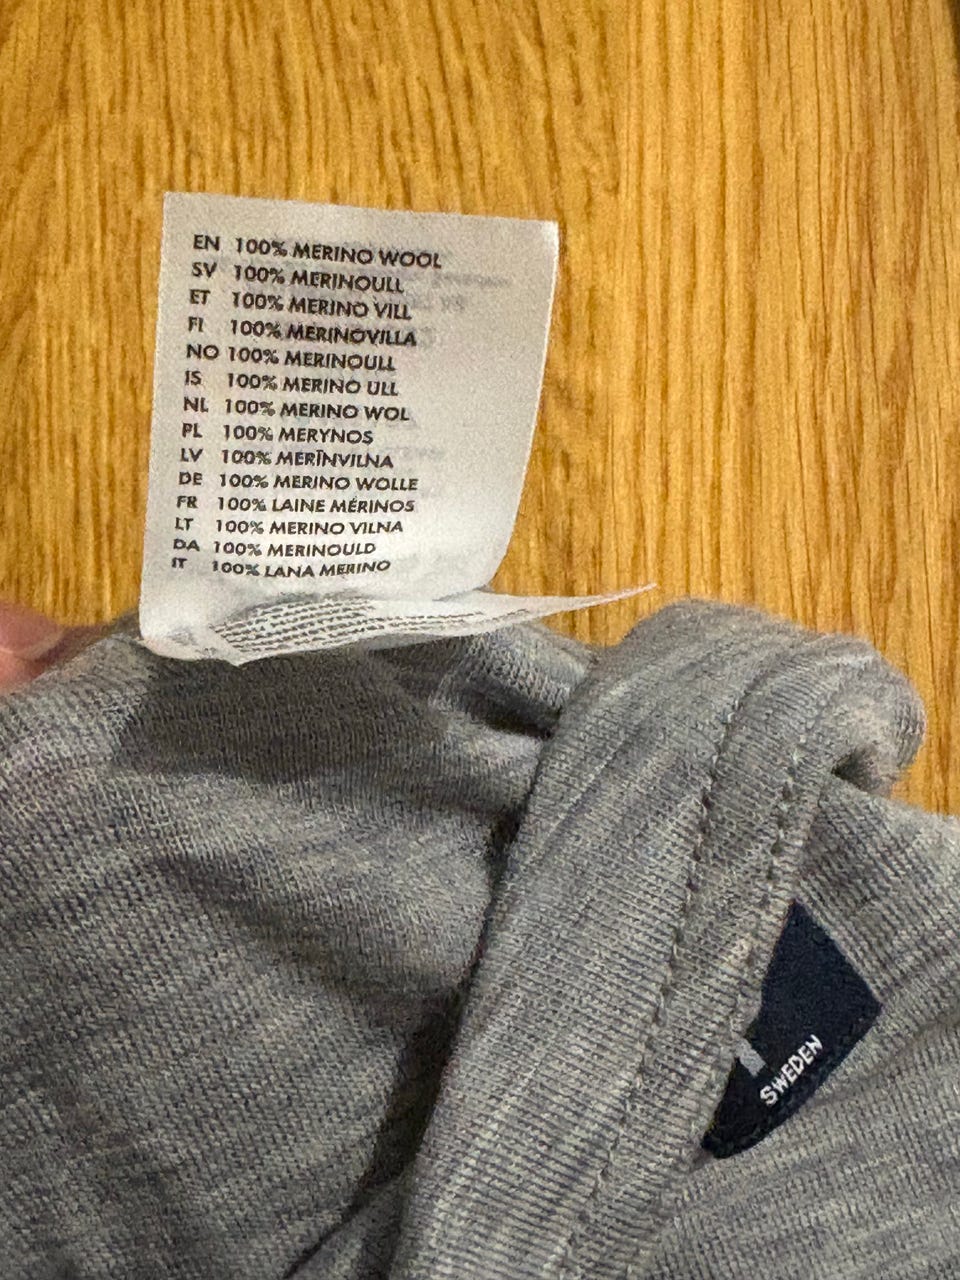 EN 100% MERINO WOOL
SV 100% MERINOULL
ET 100% MERINO VILL
FI 100% MERINOVILLA
NO 100% MERINOULL
IS 100% MERINO ULL
NL 100% MERINO WOL
PL 100% MERYNOS
LV 100% MERĪNVILNA
DE 100% MERINO WOLLE
FR 100% LAINE MÉRINOS
LT 100% MERINO VILNA
DA 100% MERINOULD
IT 100% LANA MERINO
SWEDEN